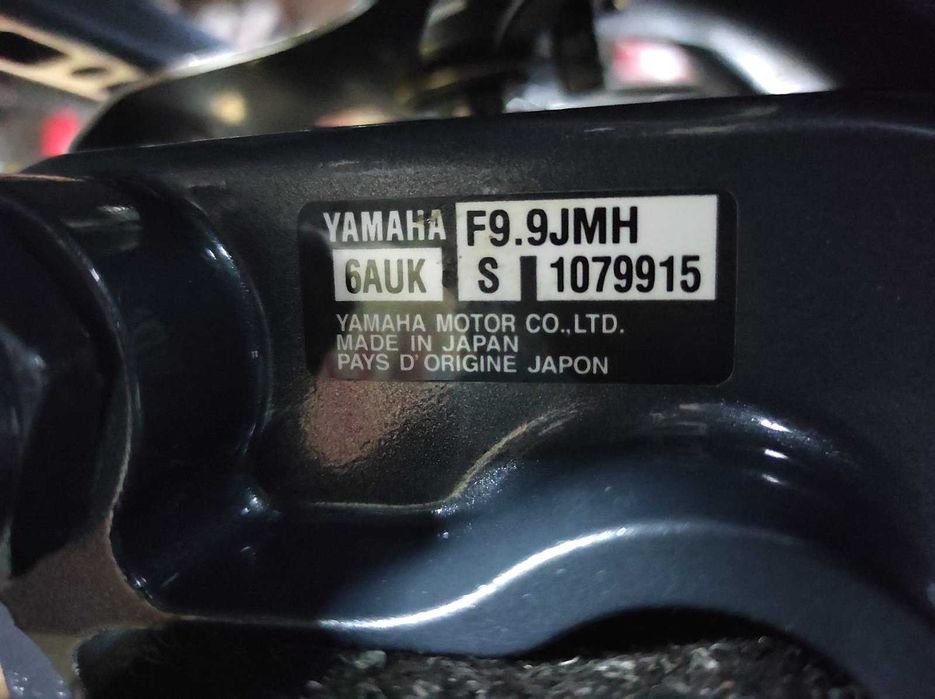 YAMAHA F9.9JMH
6AUK S 1079915
YAMAHA MOTOR CO.,LTD.
MADE IN JAPAN
PAYS D'ORIGINE JAPON